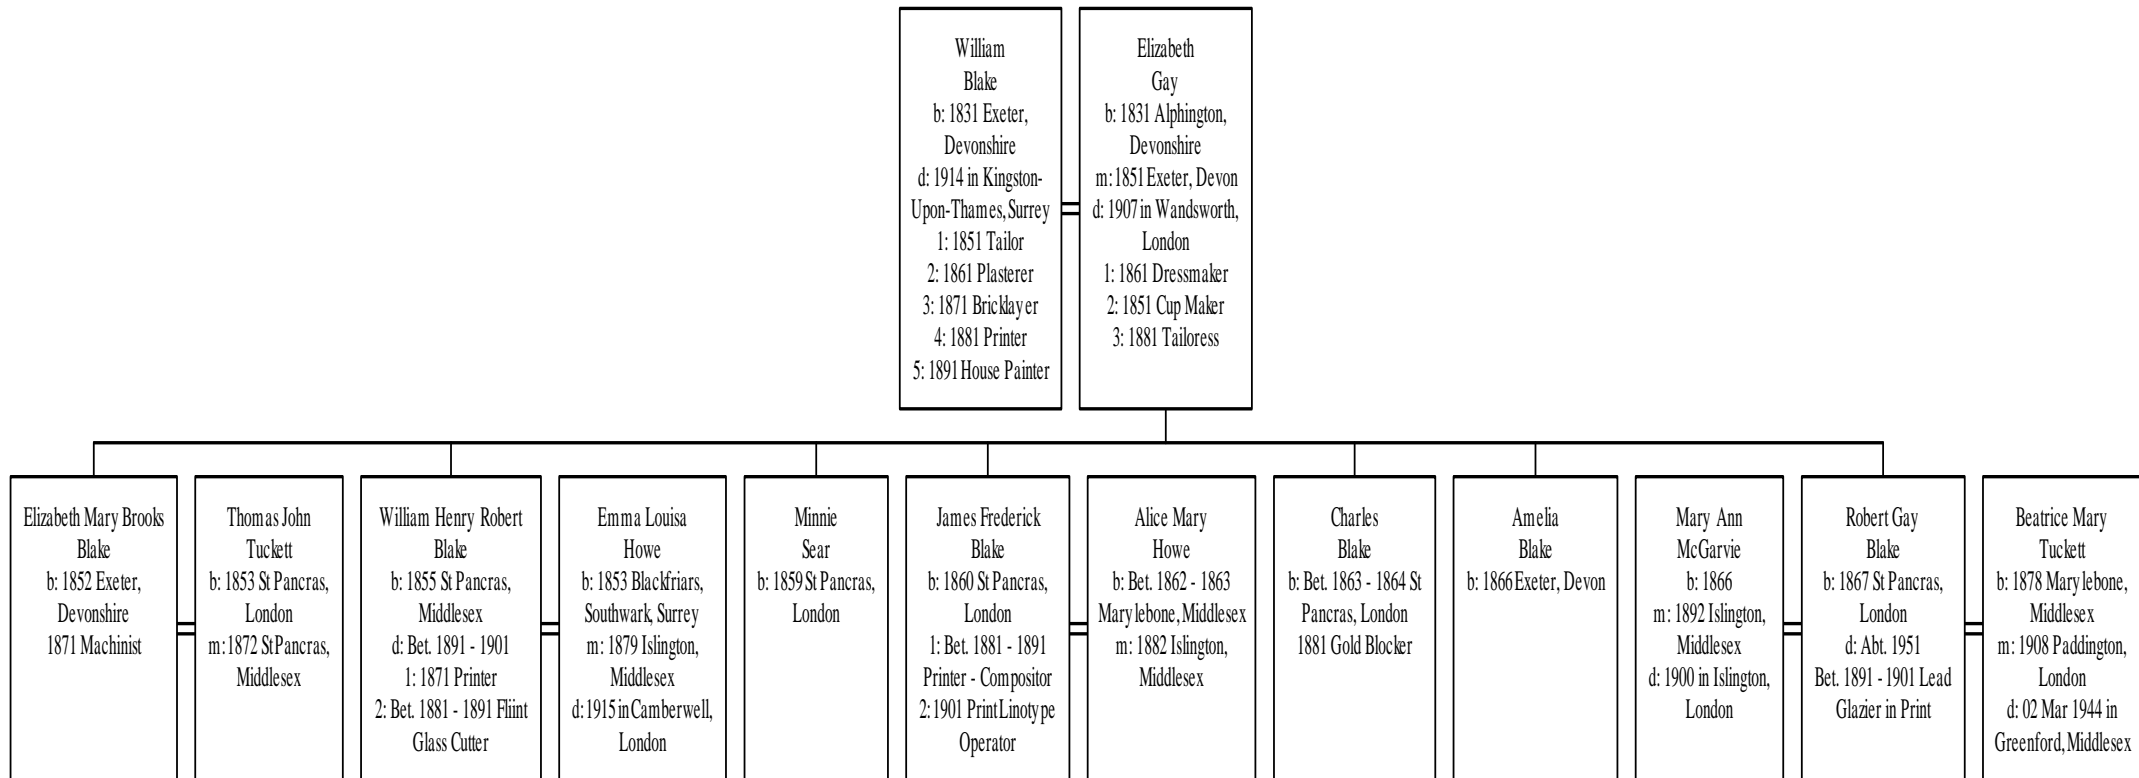 William
Blake
b: 1831 Exeter,
Devonshire
d: 1914 in Kingston-
Upon-Thames, Surrey
1: 1851 Tailor
2: 1861 Plasterer
3: 1871 Bricklayer
4: 1881 Printer
5: 1891 House Painter
Elizabeth
Gay
b: 1831 Alphington,
Devonshire
m: 1851 Exeter, Devon
d: 1907 in Wandsworth,
London
1: 1861 Dressmaker
2: 1851 Cup Maker
3: 1881 Tailoress
Elizabeth Mary Brooks
Blake
b: 1852 Exeter,
Devonshire
1871 Machinist
Thomas John
Tuckett
b: 1853 St Pancras,
London
m: 1872 St Pancras,
Middlesex
William Henry Robert
Blake
b: 1855 St Pancras,
Middlesex
d: Bet. 1891 - 1901
1: 1871 Printer
2: Bet. 1881 - 1891 Fliint
Glass Cutter
Emma Louisa
Howe
b: 1853 Blackfriars,
Southwark, Surrey
m: 1879 Islington,
Middlesex
d: 1915 in Camberwell,
London
Minnie
Sear
b: 1859 St Pancras,
London
James Frederick
Blake
b: 1860 St Pancras,
London
1: Bet. 1881 - 1891
Printer - Compositor
2: 1901 Print Linotype
Operator
Alice Mary
Howe
b: Bet. 1862 - 1863
Marylebone, Middlesex
m: 1882 Islington,
Middlesex
Charles
Blake
b: Bet. 1863 - 1864 St
Pancras, London
1881 Gold Blocker
Amelia
Blake
b: 1866 Exeter, Devon
Mary Ann
McGarvie
b: 1866
m: 1892 Islington,
Middlesex
d: 1900 in Islington,
London
Robert Gay
Blake
b: 1867 St Pancras,
London
d: Abt. 1951
Bet. 1891 - 1901 Lead
Glazier in Print
Beatrice Mary
Tuckett
b: 1878 Marylebone,
Middlesex
m: 1908 Paddington,
London
d: 02 Mar 1944 in
Greenford, Middlesex